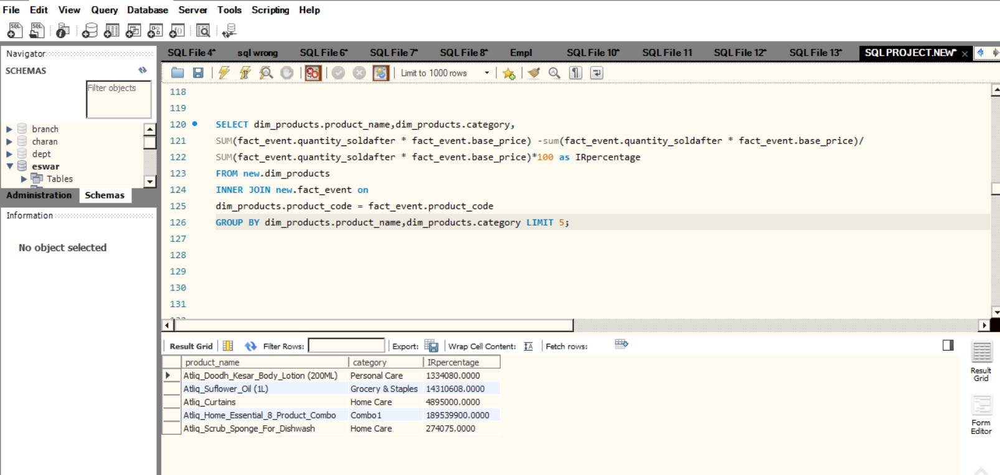 File Edit View Query Database Server Tools Scripting Help
Navigator
SQL File 4* sql wrong SQL File 6* SQL File 7* SQL File 8* Empl SQL File 10* SQL File 11 SQL File 12* SQL File 13* SQL PROJECT.NEW*
SCHEMAS
Limit to 1000 rows
Filter objects
branch
charan
dept
eswar
Tables
Administration Schemas
Information
No object selected
118
119
120 SELECT dim_products.product_name,dim_products.category,
121 SUM(fact_event.quantity_soldafter * fact_event.base_price) -sum(fact_event.quantity_soldafter * fact_event.base_price)/
122 SUM(fact_event.quantity_soldafter * fact_event.base_price)*100 as IRpercentage
123 FROM new.dim_products
124 INNER JOIN new.fact_event on
125 dim_products.product_code = fact_event.product_code
126 GROUP BY dim_products.product_name,dim_products.category LIMIT 5;
127
128
129
130
131
Result Grid Filter Rows: Export: Wrap Cell Content: Fetch rows:
product_name category IRpercentage
Atliq_Doodh_Kesar_Body_Lotion (200ML) Personal Care 1334080.0000
Atliq_Suflower_Oil (1L) Grocery & Staples 14310608.0000
Atliq_Curtains Home Care 4895000.0000
Atliq_Home_Essential_8_Product_Combo Combo1 189539900.0000
Atliq_Scrub_Sponge_For_Dishwash Home Care 274075.0000
Result
Grid
Form
Editor